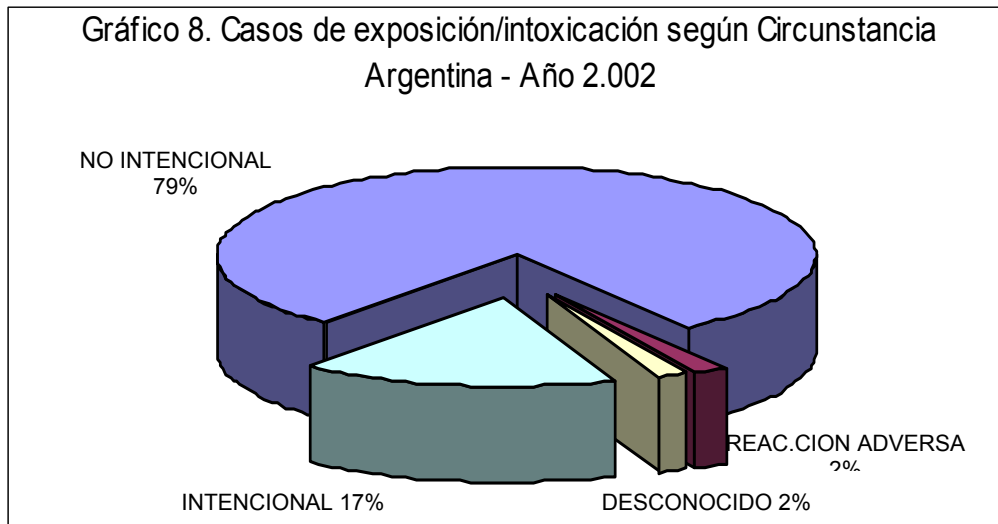 Gráfico 8. Casos de exposición/intoxicación según Circunstancia
Argentina - Año 2.002
NO INTENCIONAL
79%
REAC.CION ADVERSA
2%
INTENCIONAL 17%
DESCONOCIDO 2%